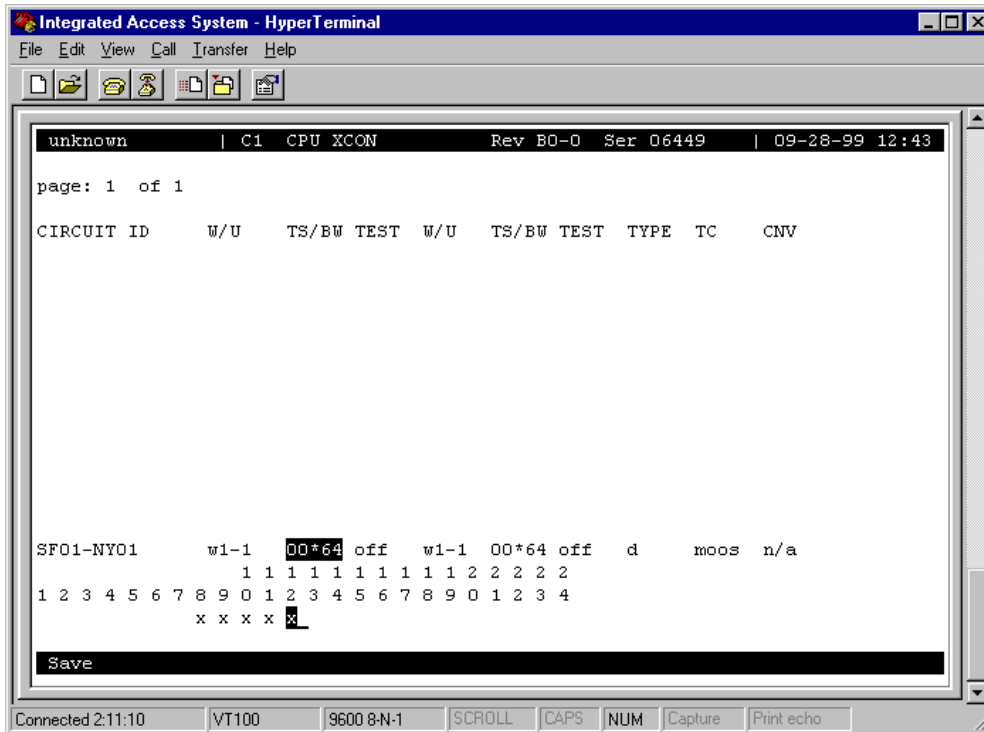 Integrated Access System - HyperTerminal
File Edit View Call Transfer Help
unknown | C1 CPU XCON Rev B0-0 Ser 06449 | 09-28-99 12:43
page: 1 of 1
CIRCUIT ID W/U TS/BW TEST W/U TS/BW TEST TYPE TC CNV
SF01-NY01 w1-1 00*64 off w1-1 00*64 off d moos n/a
1 1 1 1 1 1 1 1 1 1 2 2 2 2 2
1 2 3 4 5 6 7 8 9 0 1 2 3 4 5 6 7 8 9 0 1 2 3 4
x x x x x_
Save
Connected 2:11:10 VT100 9600 8-N-1 SCROLL CAPS NUM Capture Print echo